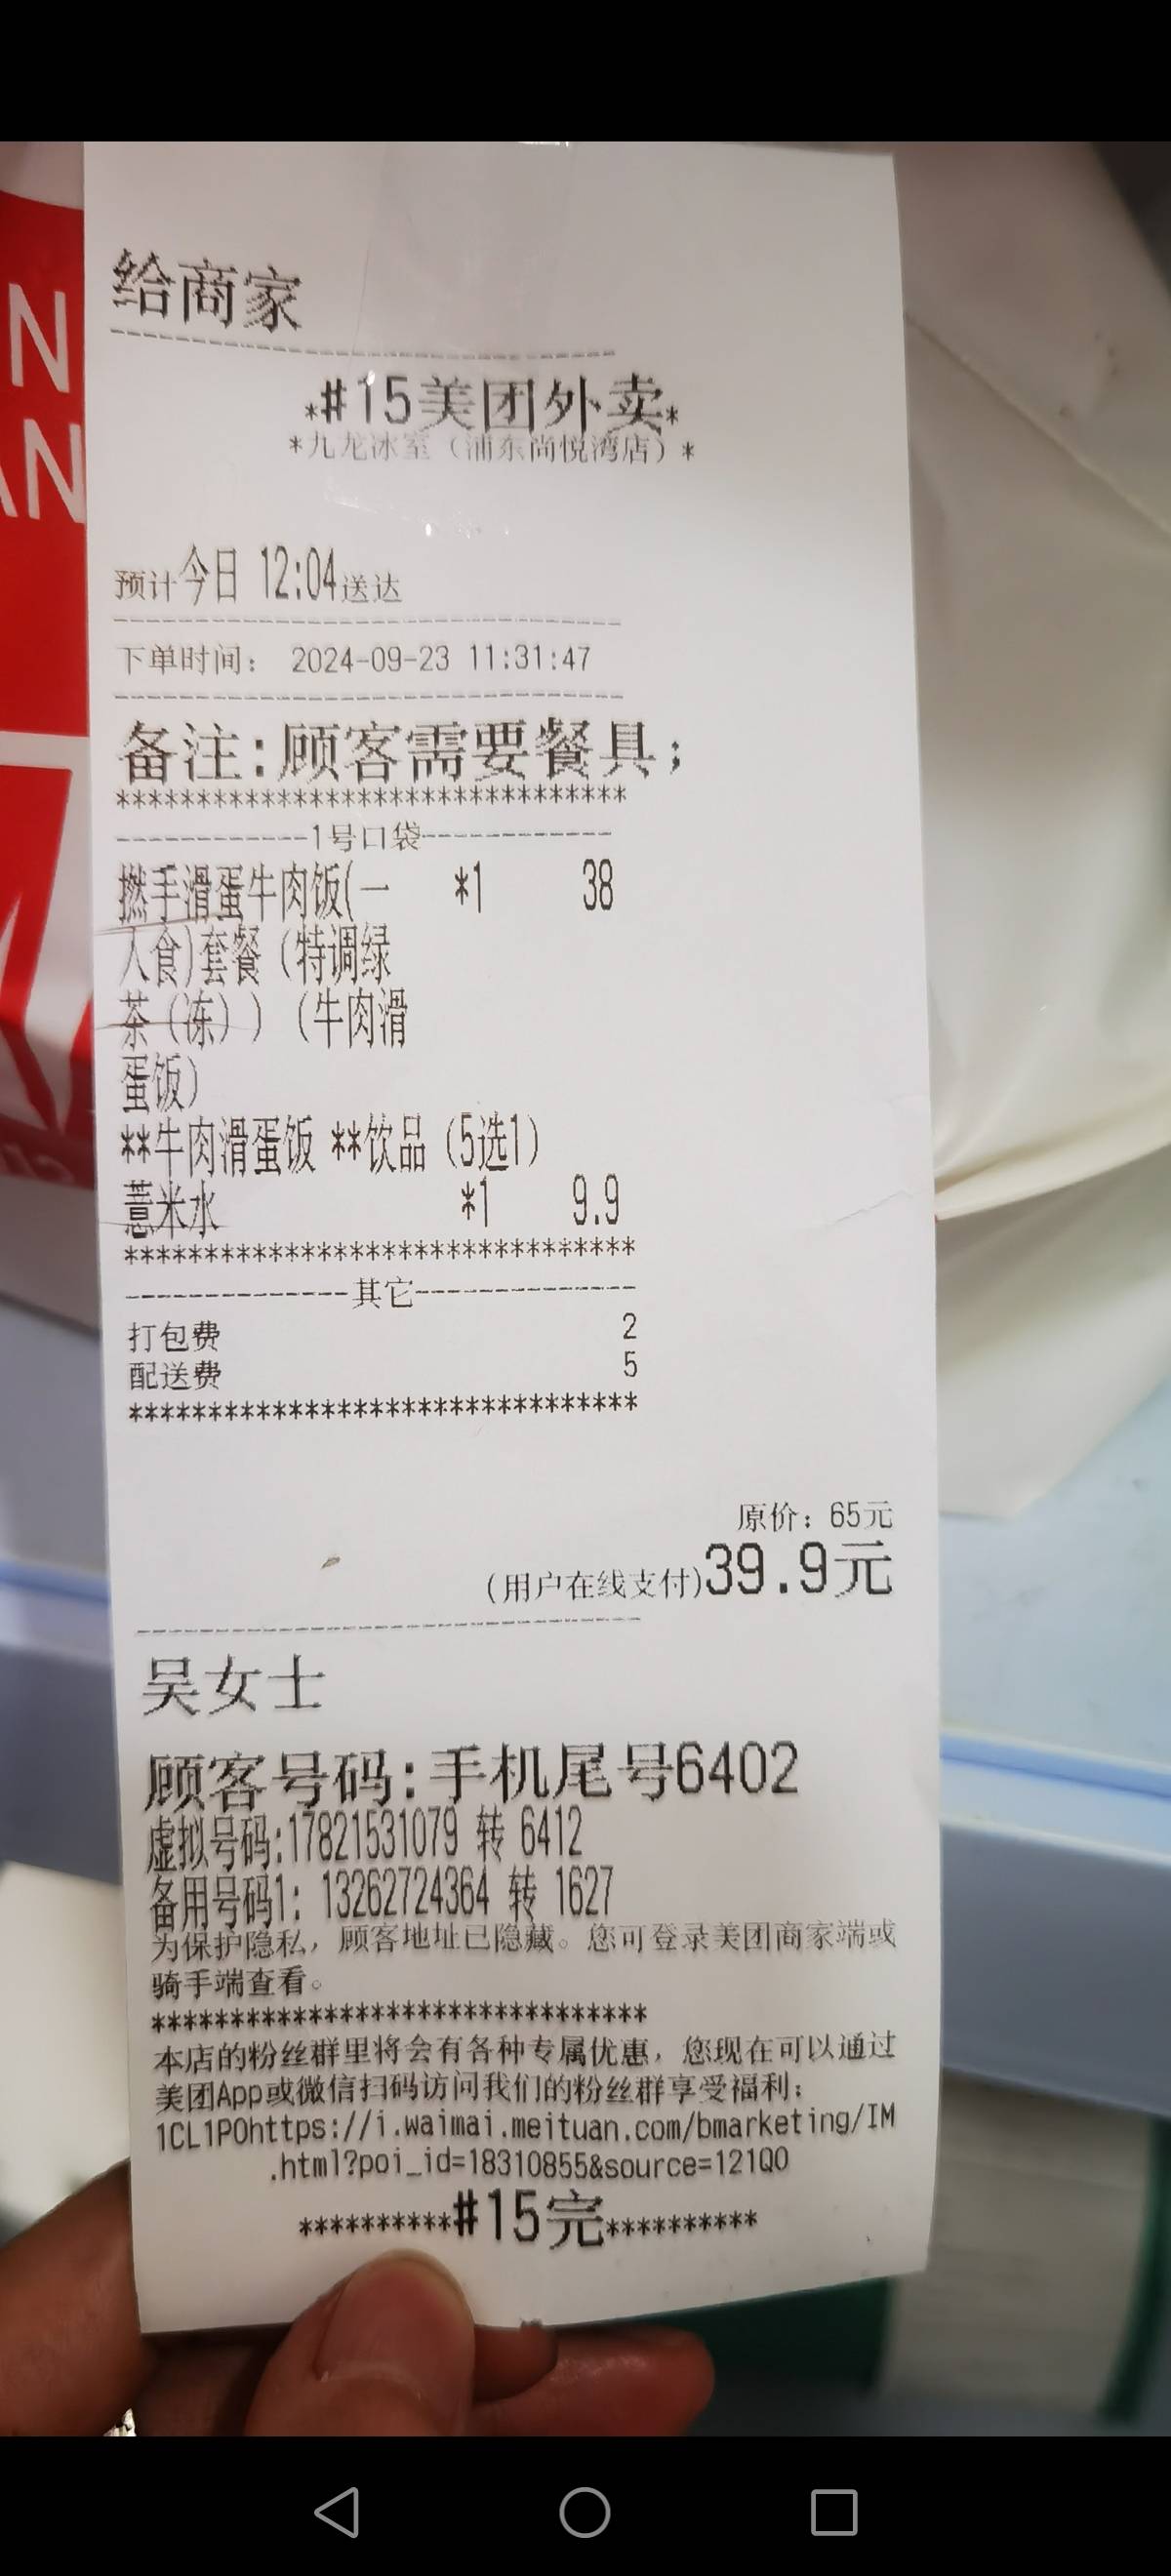 N
AN
给商家
*#15美团外卖*
*九龙冰室（浦东尚悦湾店）*
预计今日 12:04送达
下单时间： 2024-09-23 11:31:47
备注:顾客需要餐具;
********************************
------------1号口袋------------
撚手滑蛋牛肉饭(一 *1 38
人食)套餐（特调绿
茶（冻））（牛肉滑
蛋饭）
**牛肉滑蛋饭 **饮品（5选1）
薏米水 *1 9.9
********************************
--------------其它--------------
打包费 2
配送费 5
********************************
原价：65元
(用户在线支付)39.9元
吴女士
顾客号码:手机尾号6402
虚拟号码:17821531079 转 6412
备用号码1: 13262724364 转 1627
为保护隐私，顾客地址已隐藏。您可登录美团商家端或
骑手端查看。
********************************
本店的粉丝群里将会有各种专属优惠，您现在可以通过
美团App或微信扫码访问我们的粉丝群享受福利；
1CL1POhttps://i.waimai.meituan.com/bmarketing/IM
.html?poi_id=18310855&source=121QO
**********#15完**********